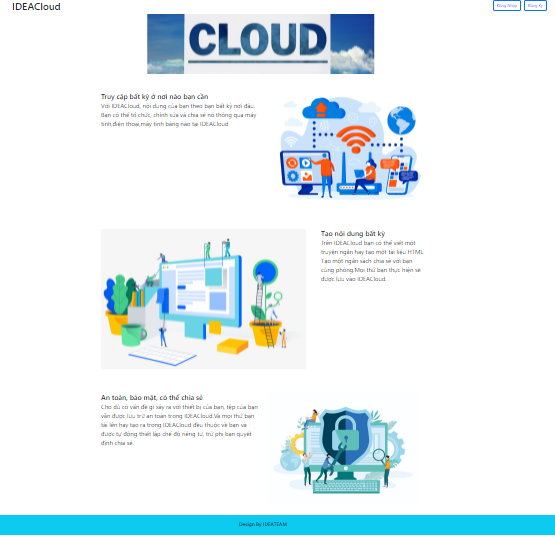 IDEACloud
Đăng Nhập Đăng Ký
CLOUD
Truy cập bất kỳ ở nơi nào bạn cần
Với IDEACloud, nội dung của bạn theo bạn bất kỳ nơi đâu.
Bạn có thể tổ chức, chỉnh sửa và chia sẻ nó thông qua máy
tính,điện thoại,máy tính bảng nào tại IDEACloud
Tạo nội dung bất kỳ
Trên IDEACloud bạn có thể viết một
truyện ngắn hay tạo một tài liệu HTML
Tạo một ngân sách chia sẻ với bạn
cùng phòng.Mọi thứ bạn thực hiện sẽ
được lưu vào IDEACloud
An toàn, bảo mật, có thể chia sẻ
Cho dù có vấn đề gì xảy ra với thiết bị của bạn, tệp của bạn
vẫn được lưu trữ an toàn trong IDEACloud.Và mọi thứ bạn
tải lên hay tạo ra trong IDEACloud đều thuộc về bạn và
được tự động thiết lập chế độ riêng tư, trừ phi bạn quyết
định chia sẻ.
Design By IDEATEAM